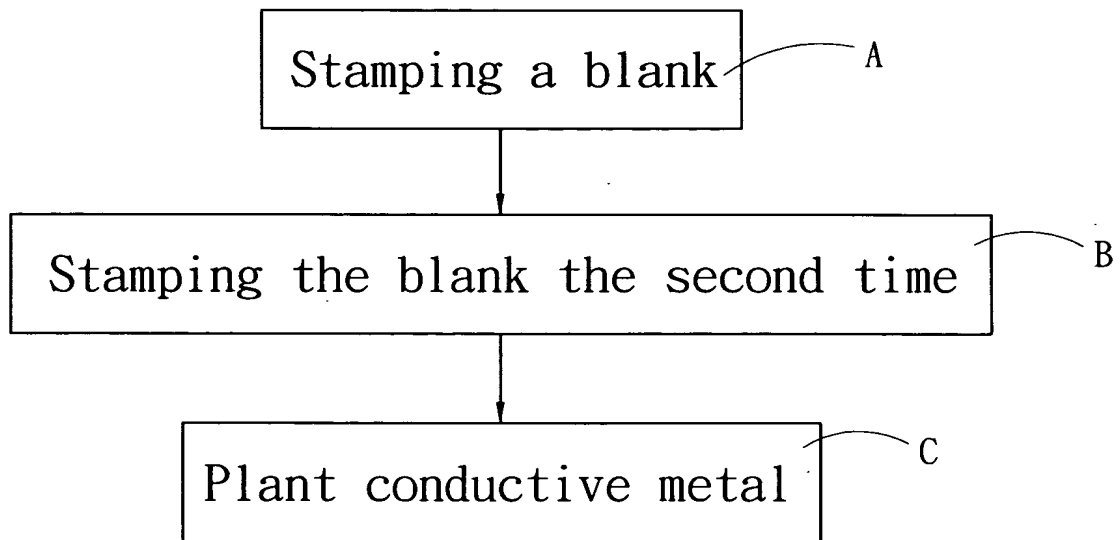 Stamping a blank
A
Stamping the blank the second time
B
Plant conductive metal
C